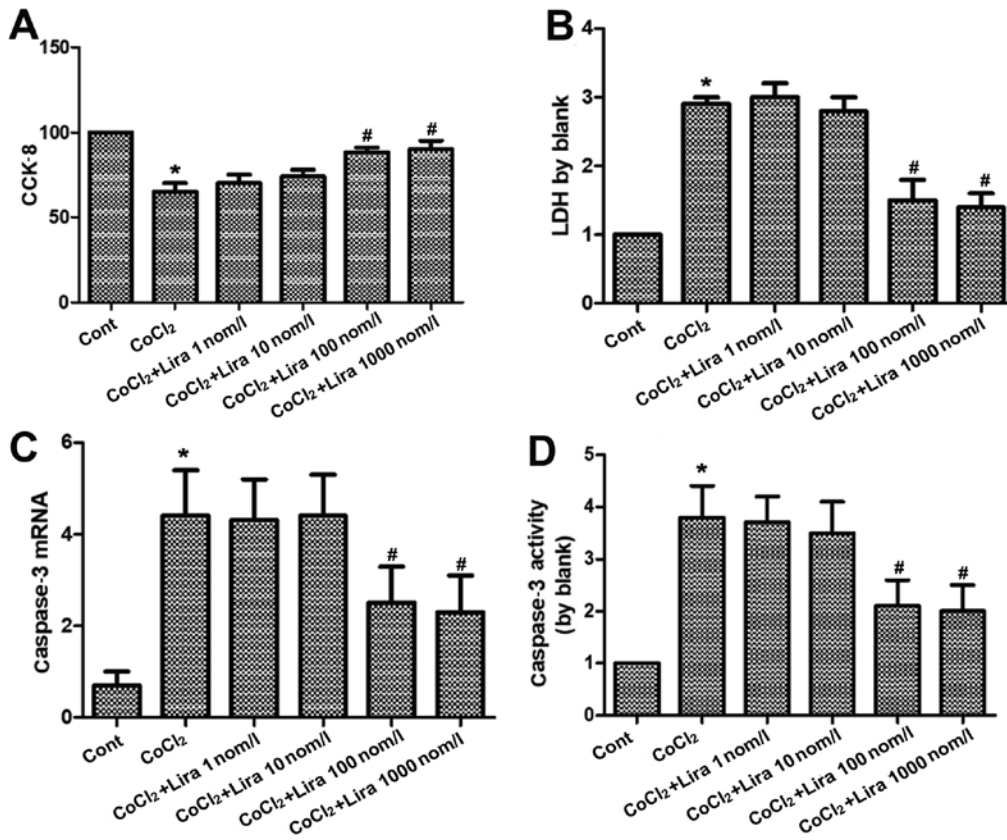 A
CCK-8
150
100
50
0
*
#
#
Cont
CoCl₂
CoCl₂+Lira 1 nom/l
CoCl₂+Lira 10 nom/l
CoCl₂+Lira 100 nom/l
CoCl₂+Lira 1000 nom/l
B
LDH by blank
4
3
2
1
0
*
#
#
Cont
CoCl₂
CoCl₂+Lira 1 nom/l
CoCl₂+Lira 10 nom/l
CoCl₂+Lira 100 nom/l
CoCl₂+Lira 1000 nom/l
C
Caspase-3 mRNA
6
4
2
0
*
#
#
Cont
CoCl₂
CoCl₂+Lira 1 nom/l
CoCl₂+Lira 10 nom/l
CoCl₂+Lira 100 nom/l
CoCl₂+Lira 1000 nom/l
D
Caspase-3 activity
(by blank)
5
4
3
2
1
0
*
#
#
Cont
CoCl₂
CoCl₂+Lira 1 nom/l
CoCl₂+Lira 10 nom/l
CoCl₂+Lira 100 nom/l
CoCl₂+Lira 1000 nom/l